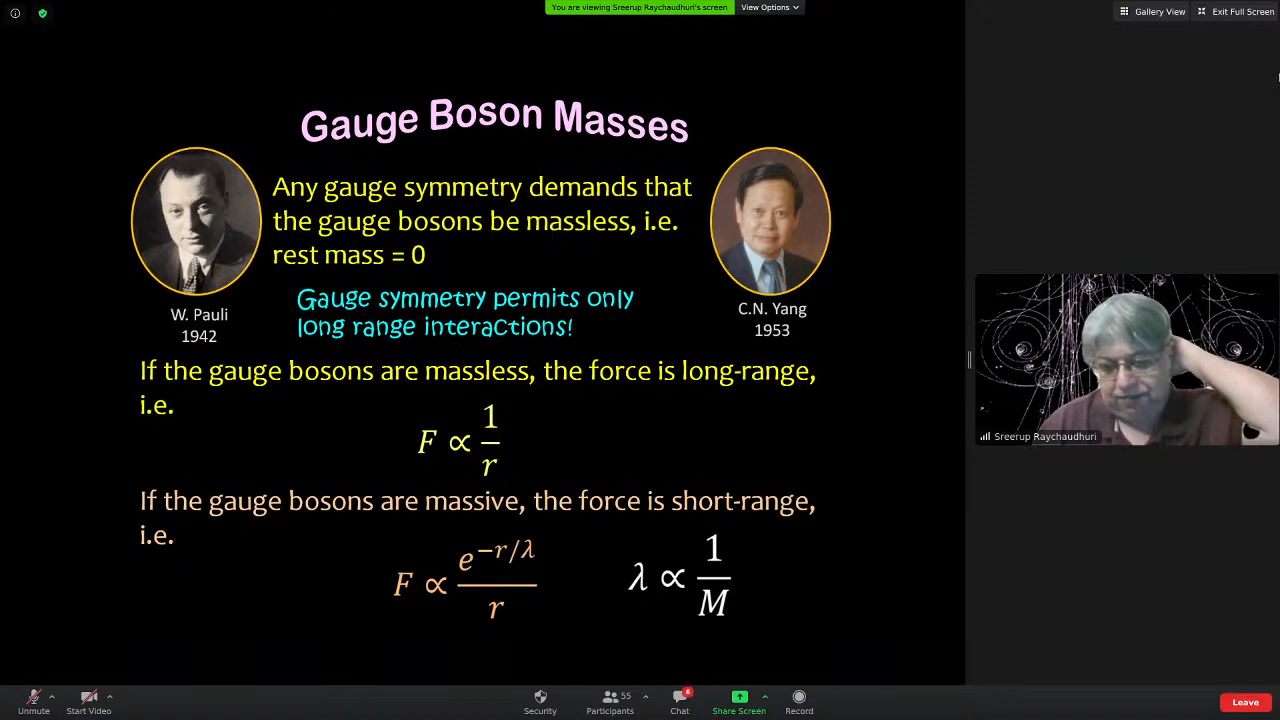 You are viewing Sreerup Raychaudhuri's screen
View Options
Gallery View
Exit Full Screen
Gauge Boson Masses
Any gauge symmetry demands that
the gauge bosons be massless, i.e.
rest mass = 0
Gauge symmetry permits only
long range interactions!
W. Pauli
1942
C.N. Yang
1953
If the gauge bosons are massless, the force is long-range,
i.e.
F ∝ 1/r
If the gauge bosons are massive, the force is short-range,
i.e.
F ∝ e^{−r/λ}/r
λ ∝ 1/M
Sreerup Raychaudhuri
Unmute
Start Video
Security
Participants
55
Chat
6
Share Screen
Record
Leave